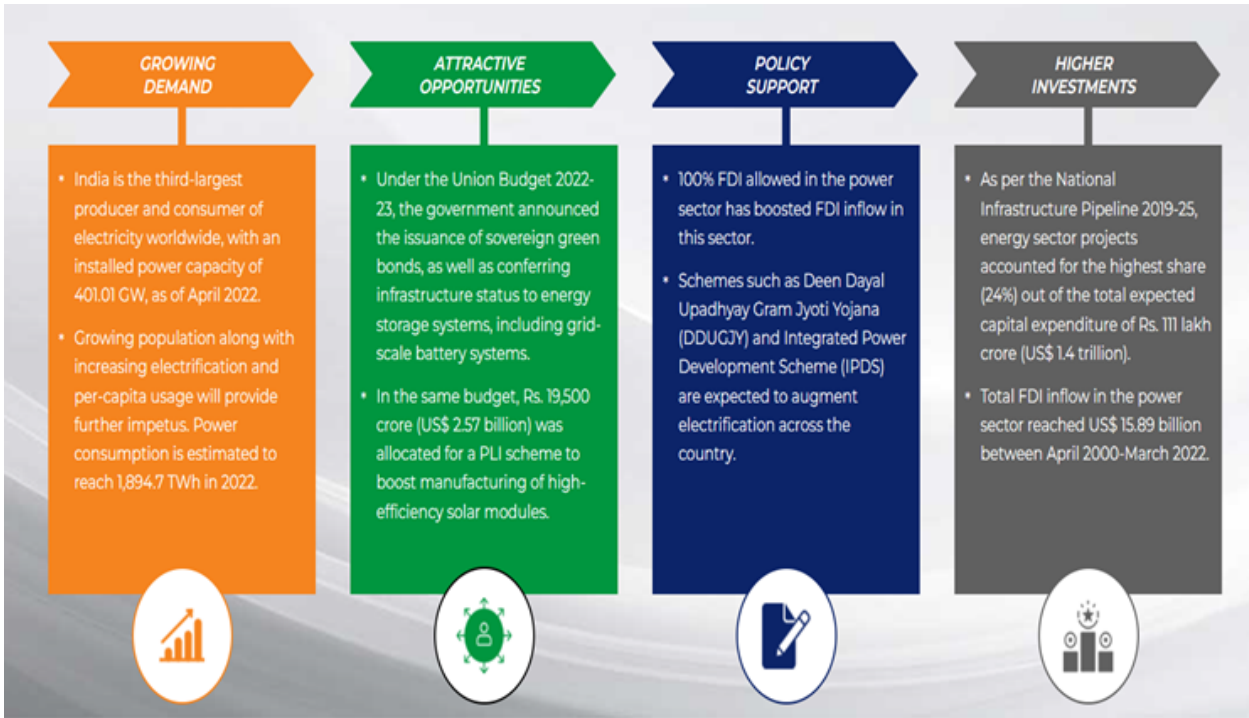 GROWING
DEMAND
• India is the third-largest
producer and consumer of
electricity worldwide, with an
installed power capacity of
401.01 GW, as of April 2022.
• Growing population along with
increasing electrification and
per-capita usage will provide
further impetus. Power
consumption is estimated to
reach 1,894.7 TWh in 2022.
ATTRACTIVE
OPPORTUNITIES
• Under the Union Budget 2022-
23, the government announced
the issuance of sovereign green
bonds, as well as conferring
infrastructure status to energy
storage systems, including grid-
scale battery systems.
• In the same budget, Rs. 19,500
crore (US$ 2.57 billion) was
allocated for a PLI scheme to
boost manufacturing of high-
efficiency solar modules.
POLICY
SUPPORT
• 100% FDI allowed in the power
sector has boosted FDI inflow in
this sector.
• Schemes such as Deen Dayal
Upadhyay Gram Jyoti Yojana
(DDUGJY) and Integrated Power
Development Scheme (IPDS)
are expected to augment
electrification across the
country.
HIGHER
INVESTMENTS
• As per the National
Infrastructure Pipeline 2019-25,
energy sector projects
accounted for the highest share
(24%) out of the total expected
capital expenditure of Rs. 111 lakh
crore (US$ 1.4 trillion).
• Total FDI inflow in the power
sector reached US$ 15.89 billion
between April 2000-March 2022.